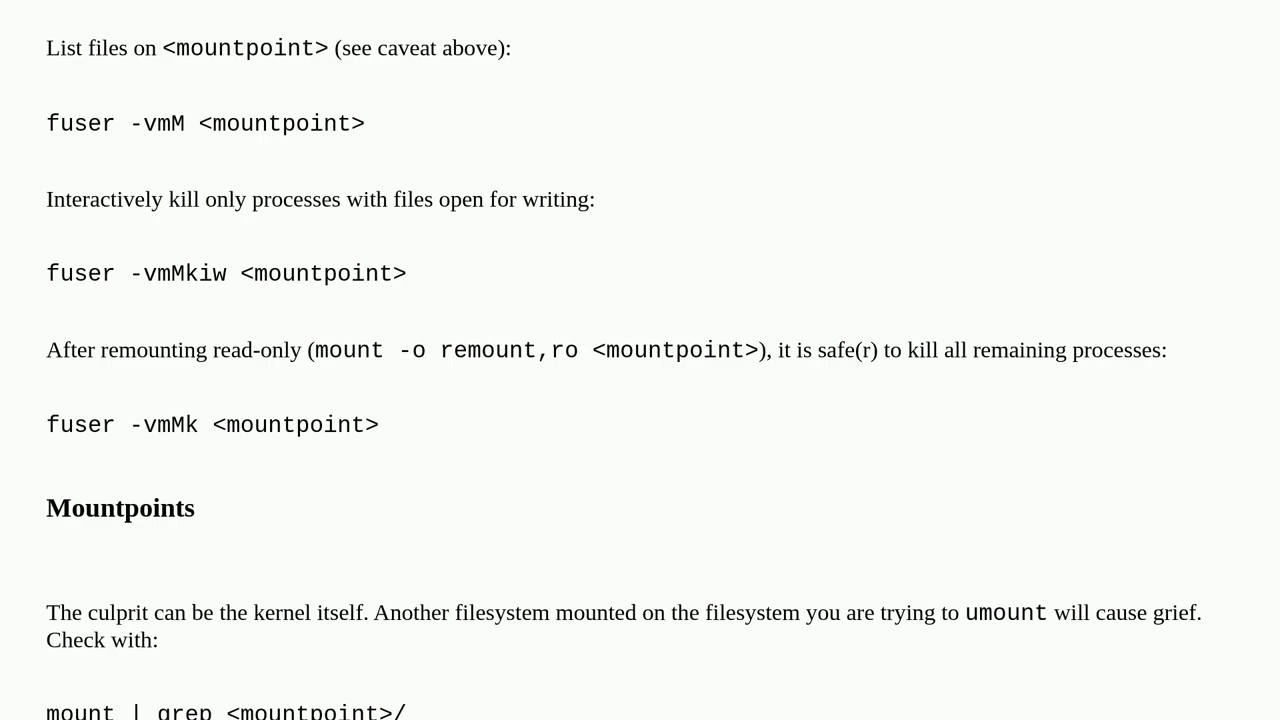 List files on <mountpoint> (see caveat above):
fuser -vmM <mountpoint>
Interactively kill only processes with files open for writing:
fuser -vmMkiw <mountpoint>
After remounting read-only (mount -o remount,ro <mountpoint>), it is safe(r) to kill all remaining processes:
fuser -vmMk <mountpoint>
Mountpoints
The culprit can be the kernel itself. Another filesystem mounted on the filesystem you are trying to umount will cause grief.
Check with:
mount | grep <mountpoint>/